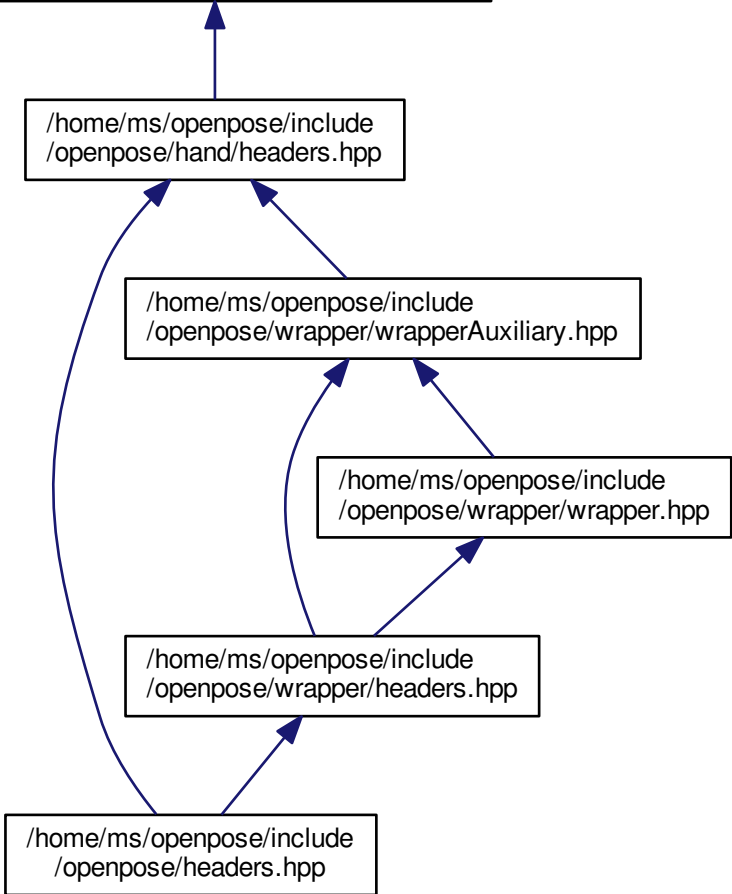 /home/ms/openpose/include
/openpose/hand/headers.hpp
/home/ms/openpose/include
/openpose/wrapper/wrapperAuxiliary.hpp
/home/ms/openpose/include
/openpose/wrapper/wrapper.hpp
/home/ms/openpose/include
/openpose/wrapper/headers.hpp
/home/ms/openpose/include
/openpose/headers.hpp